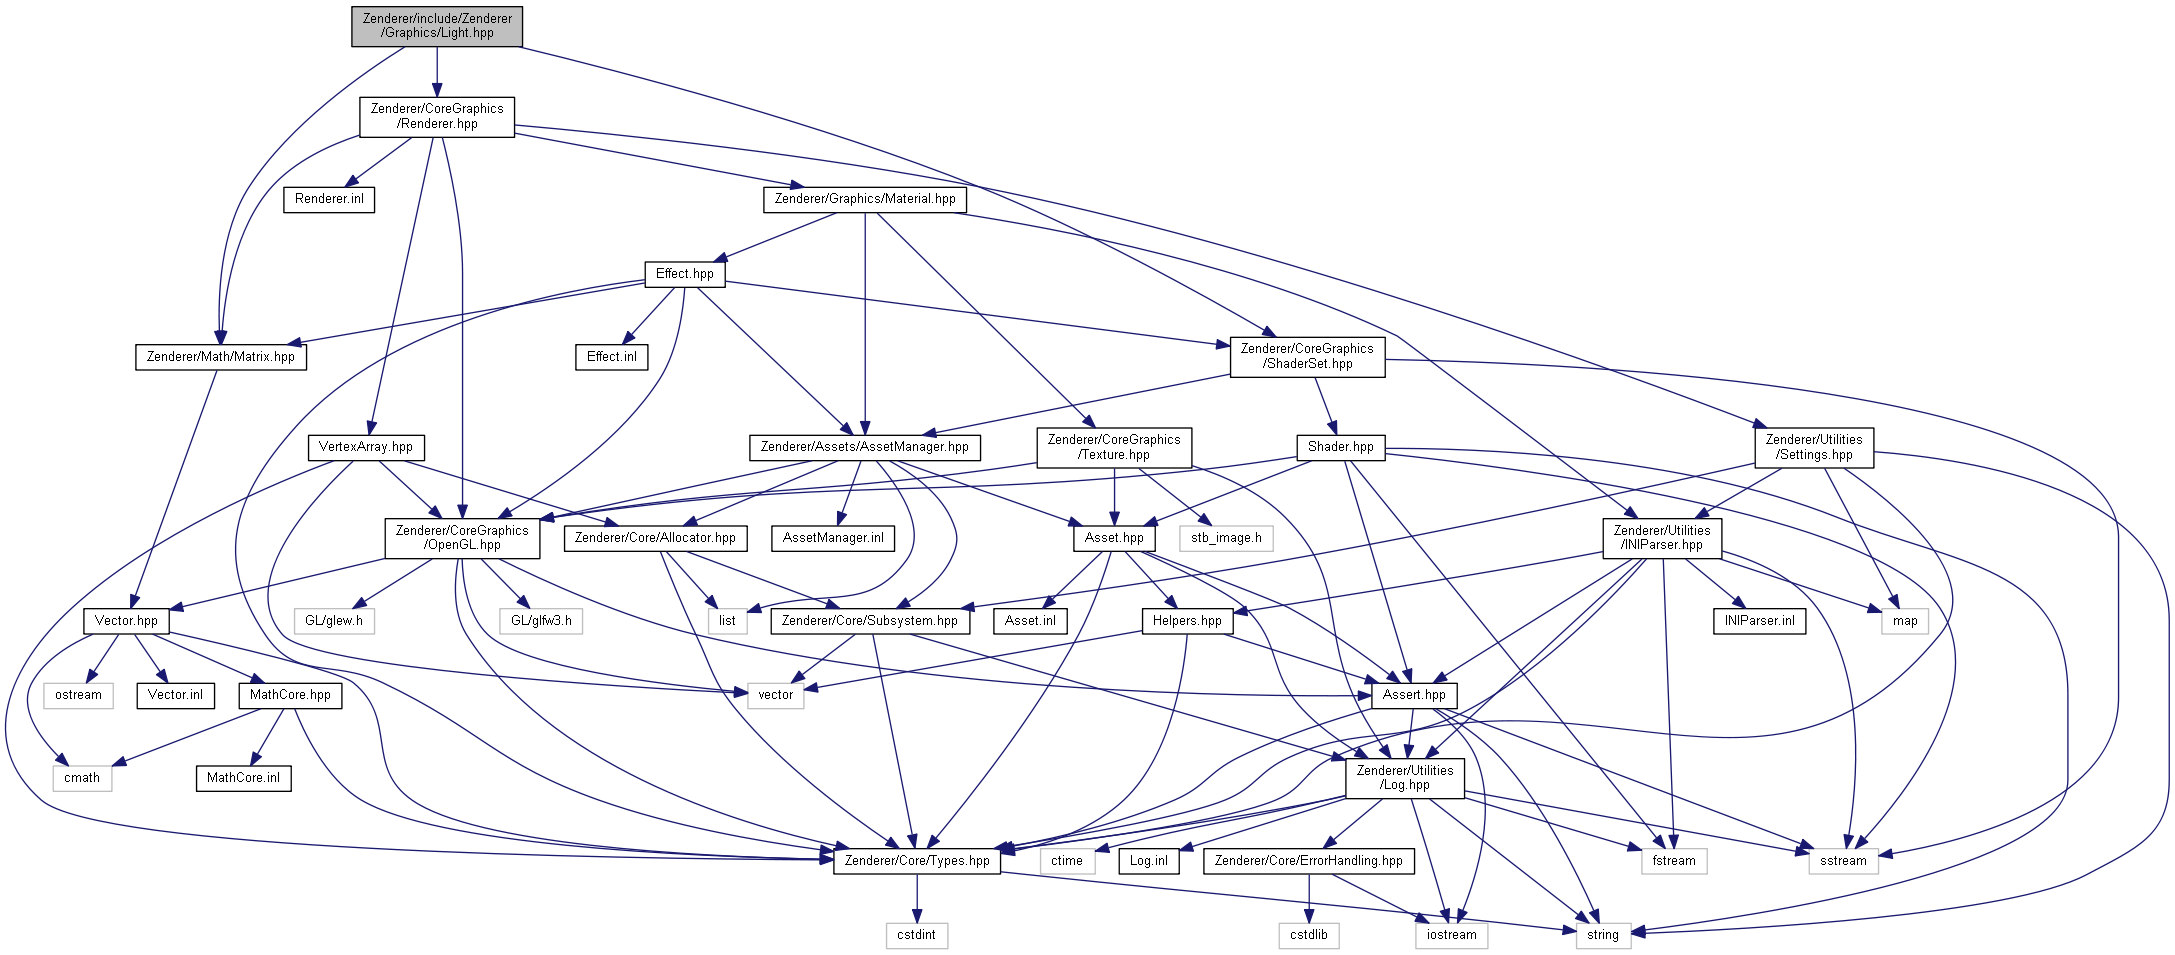 Zenderer/include/Zenderer
/Graphics/Light.hpp
Zenderer/CoreGraphics
/Renderer.hpp
Renderer.inl
Zenderer/Graphics/Material.hpp
Effect.hpp
Zenderer/Math/Matrix.hpp
Effect.inl
Zenderer/CoreGraphics
/ShaderSet.hpp
VertexArray.hpp
Zenderer/Assets/AssetManager.hpp
Zenderer/CoreGraphics
/Texture.hpp
Shader.hpp
Zenderer/Utilities
/Settings.hpp
Zenderer/CoreGraphics
/OpenGL.hpp
Zenderer/Core/Allocator.hpp
AssetManager.inl
Asset.hpp
stb_image.h
Zenderer/Utilities
/INIParser.hpp
Vector.hpp
GL/glew.h
GL/glfw3.h
list
Zenderer/Core/Subsystem.hpp
Asset.inl
Helpers.hpp
INIParser.inl
map
ostream
Vector.inl
MathCore.hpp
vector
Assert.hpp
cmath
MathCore.inl
Zenderer/Utilities
/Log.hpp
Zenderer/Core/Types.hpp
ctime
Log.inl
Zenderer/Core/ErrorHandling.hpp
fstream
sstream
cstdint
cstdlib
iostream
string